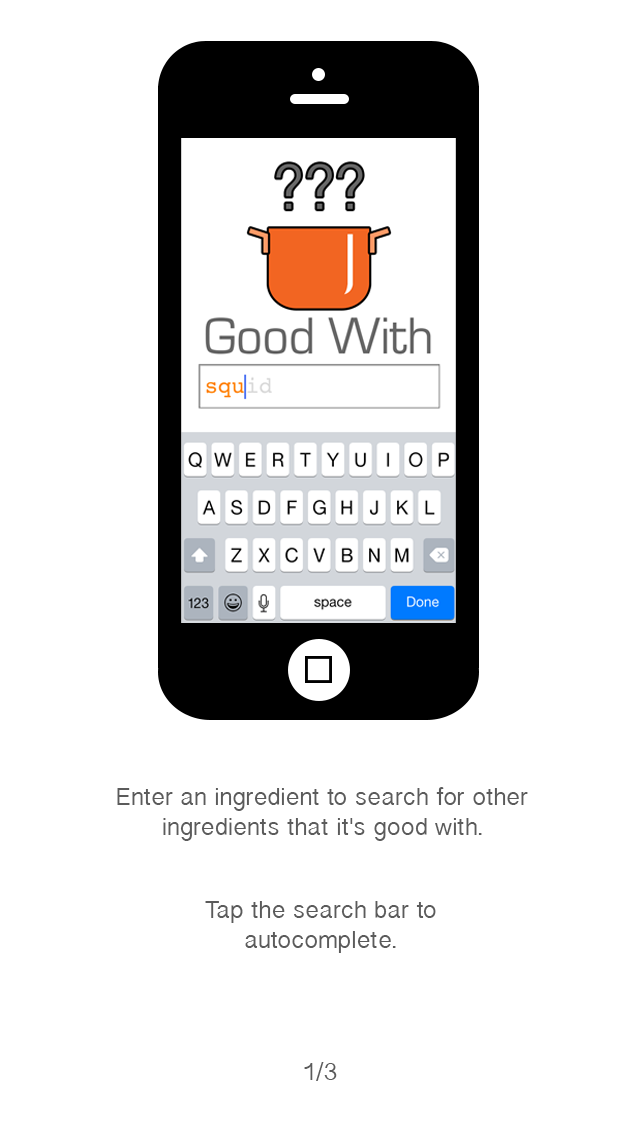 ???
Good With
squid
Q W E R T Y U I O P
A S D F G H J K L
Z X C V B N M
123 space Done
Enter an ingredient to search for other
ingredients that it's good with.
Tap the search bar to
autocomplete.
1/3